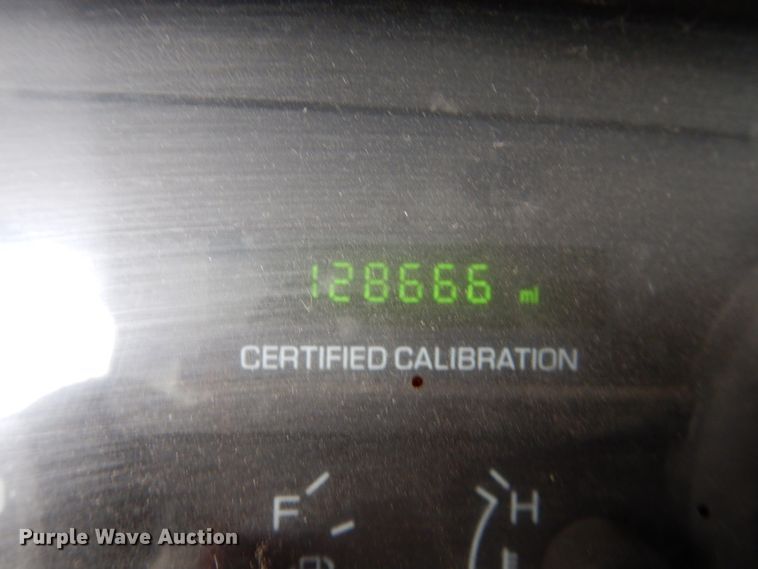 128666 mi
CERTIFIED CALIBRATION
F H
Purple Wave Auction